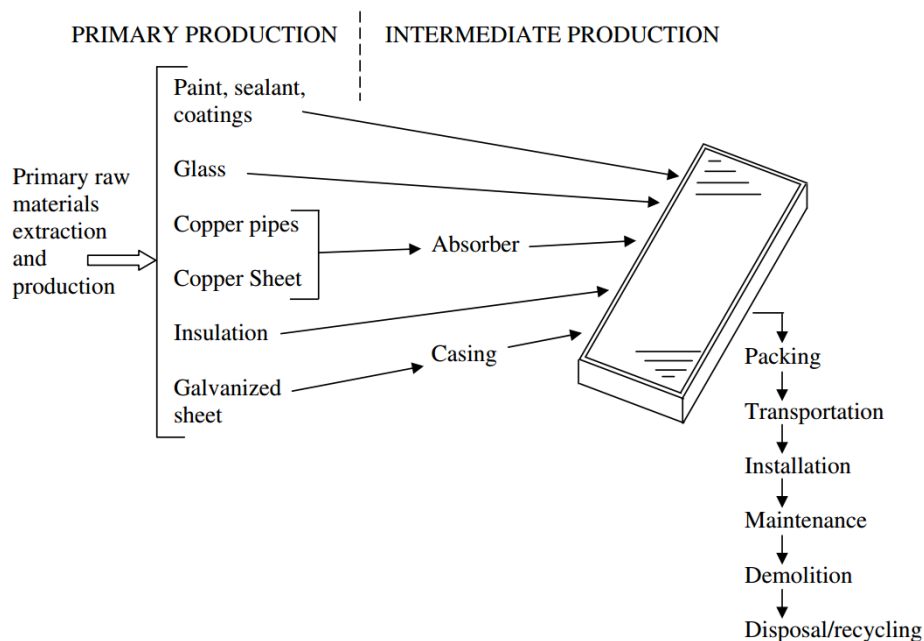 PRIMARY PRODUCTION
INTERMEDIATE PRODUCTION
Primary raw
materials
extraction
and
production
Paint, sealant,
coatings
Glass
Copper pipes
Copper Sheet
Insulation
Galvanized
sheet
Absorber
Casing
Packing
Transportation
Installation
Maintenance
Demolition
Disposal/recycling